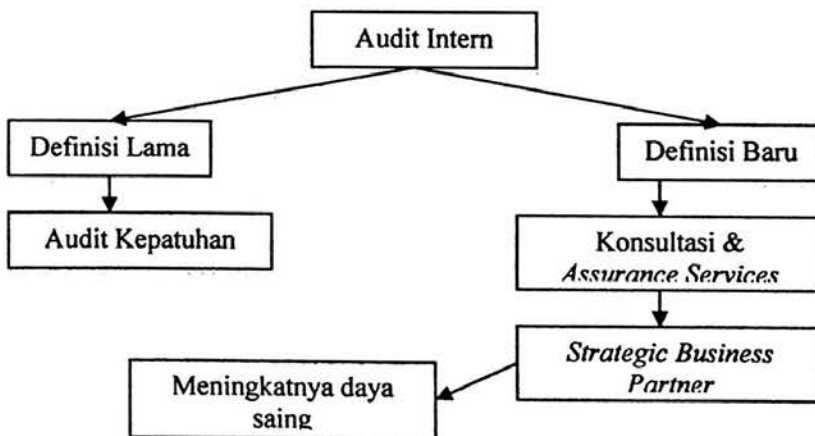 Audit Intern
Definisi Lama
Definisi Baru
Audit Kepatuhan
Konsultasi &
Assurance Services
Strategic Business
Partner
Meningkatnya daya
saing